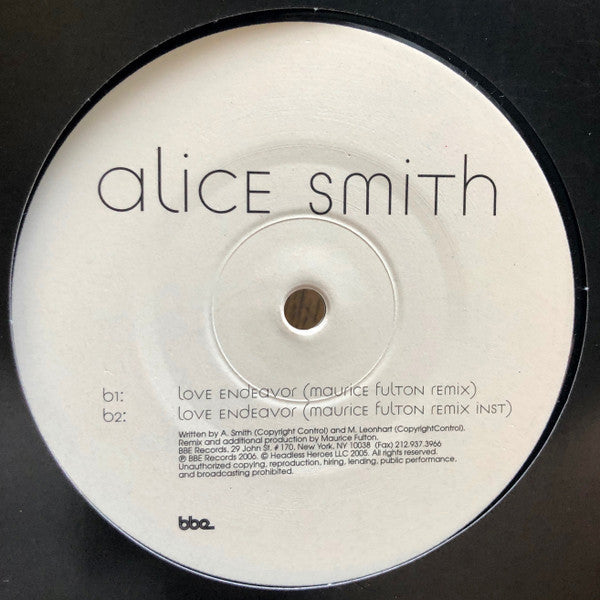 alice smith
b1: love endeavor (maurice fulton remix)
b2: love endeavor (maurice fulton remix inst)
Written by A. Smith (Copyright Control) and M. Leonhart (CopyrightControl).
Remix and additional production by Maurice Fulton.
BBE Records, 29 John St. # 170, New York, NY 10038 (Fax) 212.937.3966
℗ BBE Records 2006. © Headless Heroes LLC 2005. All rights reserved.
Unauthorized copying, reproduction, hiring, lending, public performance,
and broadcasting prohibited.
bbe